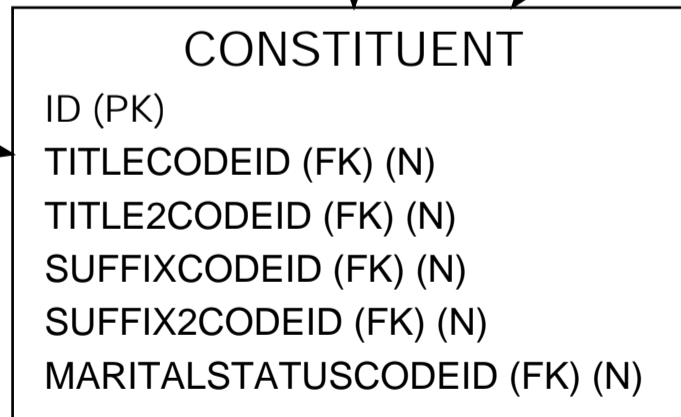 CONSTITUENT
ID (PK)
TITLECODEID (FK) (N)
TITLE2CODEID (FK) (N)
SUFFIXCODEID (FK) (N)
SUFFIX2CODEID (FK) (N)
MARITALSTATUSCODEID (FK) (N)